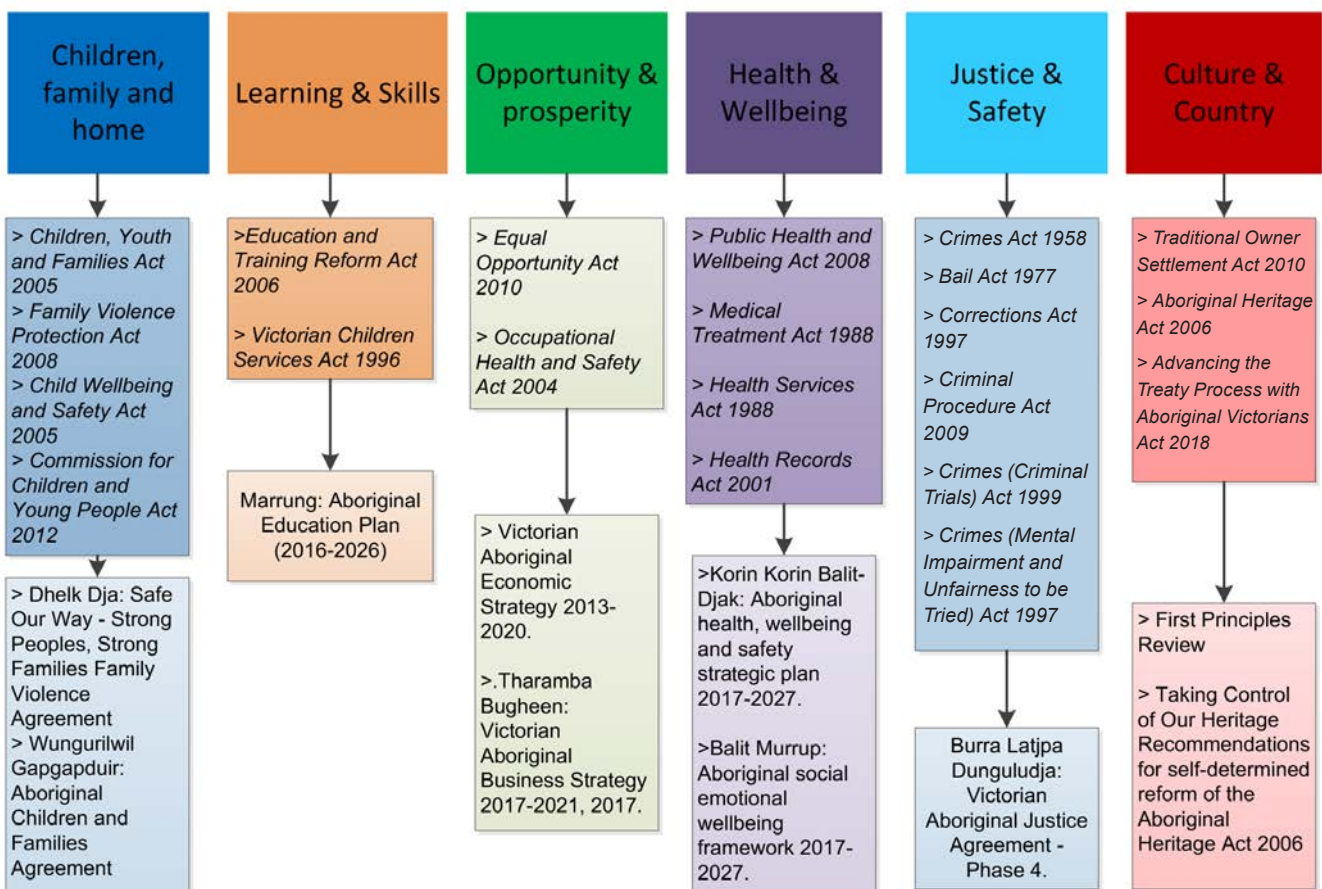 Children,
family and
home
Learning & Skills
Opportunity &
prosperity
Health &
Wellbeing
Justice &
Safety
Culture &
Country
> Children, Youth
and Families Act
2005
> Family Violence
Protection Act
2008
> Child Wellbeing
and Safety Act
2005
> Commission for
Children and
Young People Act
2012
>Education and
Training Reform Act
2006
> Victorian Children
Services Act 1996
> Equal
Opportunity Act
2010
> Occupational
Health and Safety
Act 2004
> Public Health and
Wellbeing Act 2008
> Medical
Treatment Act 1988
> Health Services
Act 1988
> Health Records
Act 2001
> Crimes Act 1958
> Bail Act 1977
> Corrections Act
1997
> Criminal
Procedure Act
2009
> Crimes (Criminal
Trials) Act 1999
> Crimes (Mental
Impairment and
Unfairness to be
Tried) Act 1997
> Traditional Owner
Settlement Act 2010
> Aboriginal Heritage
Act 2006
> Advancing the
Treaty Process with
Aboriginal Victorians
Act 2018
> Dhelk Dja: Safe
Our Way - Strong
Peoples, Strong
Families Family
Violence
Agreement
> Wungurilwil
Gapgapduir:
Aboriginal
Children and
Families
Agreement
Marrung: Aboriginal
Education Plan
(2016-2026)
> Victorian
Aboriginal
Economic
Strategy 2013-
2020.
>.Tharamba
Bugheen:
Victorian
Aboriginal
Business Strategy
2017-2021, 2017.
>Korin Korin Balit-
Djak: Aboriginal
health, wellbeing
and safety
strategic plan
2017-2027.
>Balit Murrup:
Aboriginal social
emotional
wellbeing
framework 2017-
2027.
Burra Latjpa
Dunguludja:
Victorian
Aboriginal Justice
Agreement -
Phase 4.
> First Principles
Review
> Taking Control
of Our Heritage
Recommendations
for self-determined
reform of the
Aboriginal
Heritage Act 2006